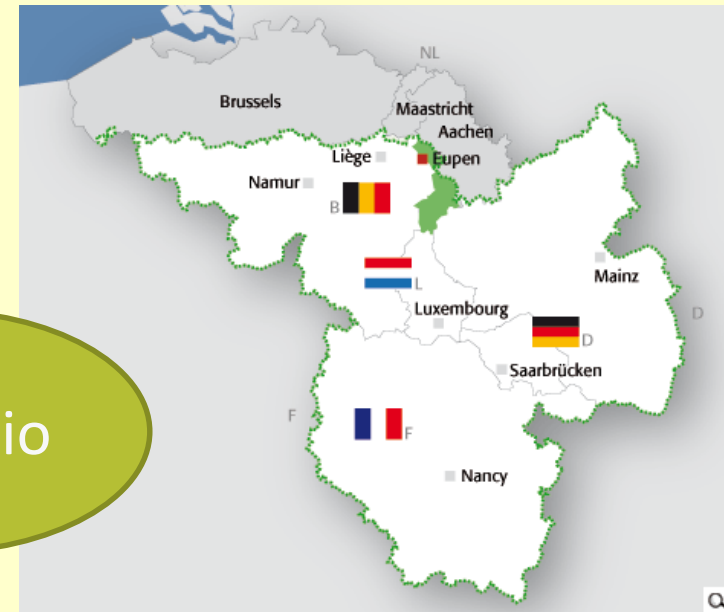 NL
Brussels
Maastricht
Aachen
Liège
Eupen
Namur
B
L
Mainz
Luxembourg
D
D
Saarbrücken
F
F
io
Nancy